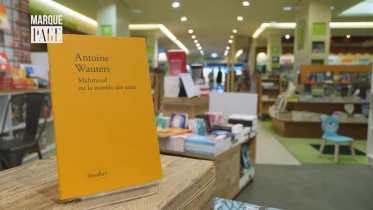 MARQUE
PAGE
Antoine
Wauters
Mahmoud
ou la montée des eaux
Verdier